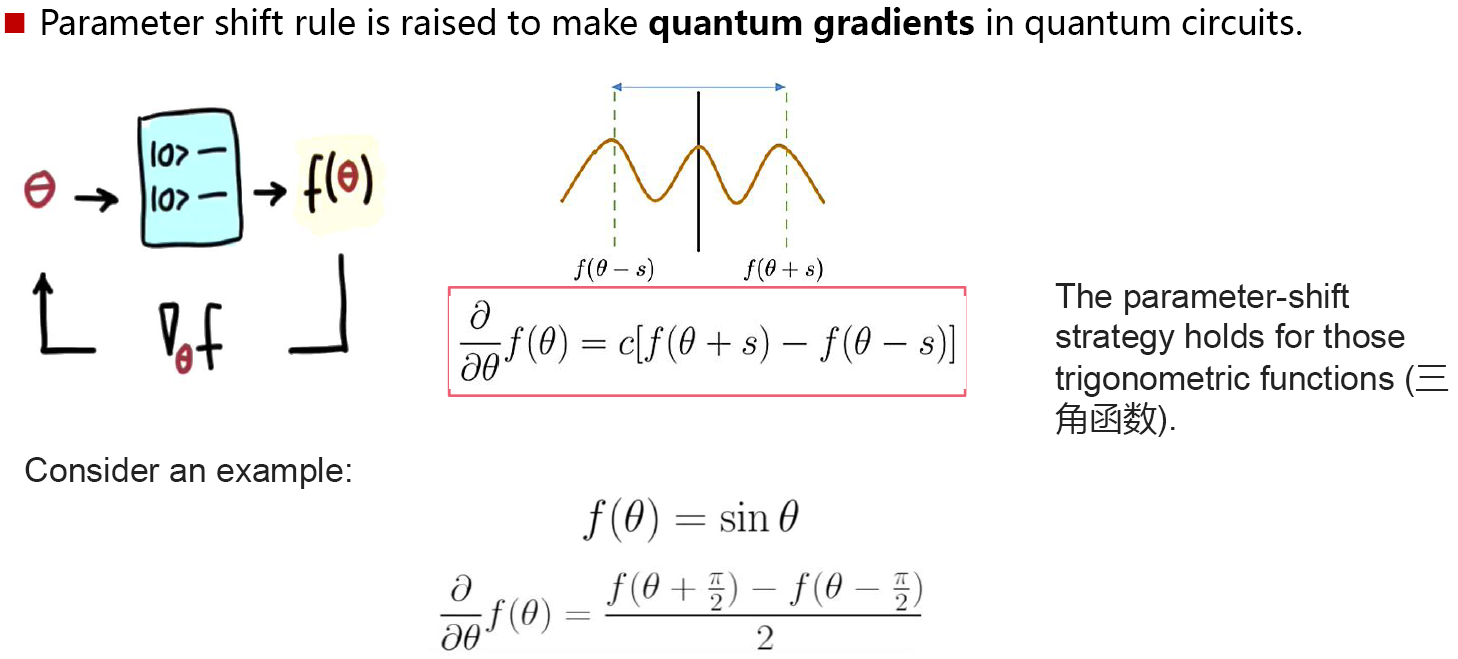 Parameter shift rule is raised to make quantum gradients in quantum circuits.
θ → |0⟩ — → f(θ)
|0⟩ —
∇θf
f(θ − s) f(θ + s)
∂/∂θ f(θ) = c[f(θ + s) − f(θ − s)]
The parameter-shift
strategy holds for those
trigonometric functions (三
角函数).
Consider an example:
f(θ) = sin θ
∂/∂θ f(θ) = (f(θ + π/2) − f(θ − π/2))/2